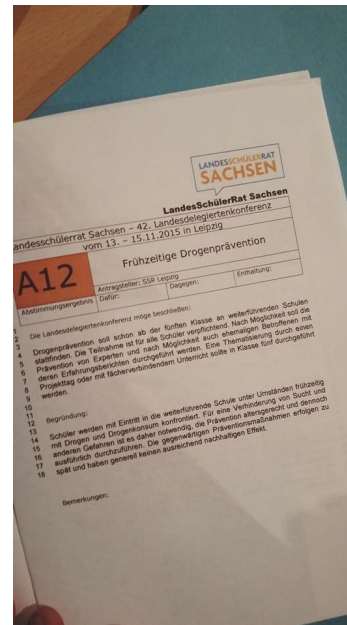 LANDESSCHÜLERRAT
SACHSEN
LandesSchülerRat Sachsen
andesschülerrat Sachsen – 42. Landesdelegiertenkonferenz
vom 13. – 15.11.2015 in Leipzig
A12
Frühzeitige Drogenprävention
Antragsteller: SSR Leipzig
Abstimmungsergebnis
Dafür:
Dagegen:
Enthaltung:
1
2 Die Landesdelegiertenkonferenz möge beschließen:
3
4 Drogenprävention soll schon ab der fünften Klasse an weiterführenden Schulen
5 stattfinden. Die Teilnahme ist für alle Schüler verpflichtend. Nach Möglichkeit soll die
6 Prävention von Experten und nach Möglichkeit auch ehemaligen Betroffenen mit
7 deren Erfahrungsberichten durchgeführt werden. Eine Thematisierung durch einen
8 Projekttag oder mit fächerverbindendem Unterricht sollte in Klasse fünf durchgeführt
9 werden.
10
11
12 Begründung:
13
14 Schüler werden mit Eintritt in die weiterführende Schule unter Umständen frühzeitig
15 mit Drogen und Drogenkonsum konfrontiert. Für eine Verhinderung von Sucht und
16 anderen Gefahren ist es daher notwendig, die Prävention altersgerecht und dennoch
17 ausführlich durchzuführen. Die gegenwärtigen Präventionsmaßnahmen erfolgen zu
18 spät und haben generell keinen ausreichend nachhaltigen Effekt.
Bemerkungen: